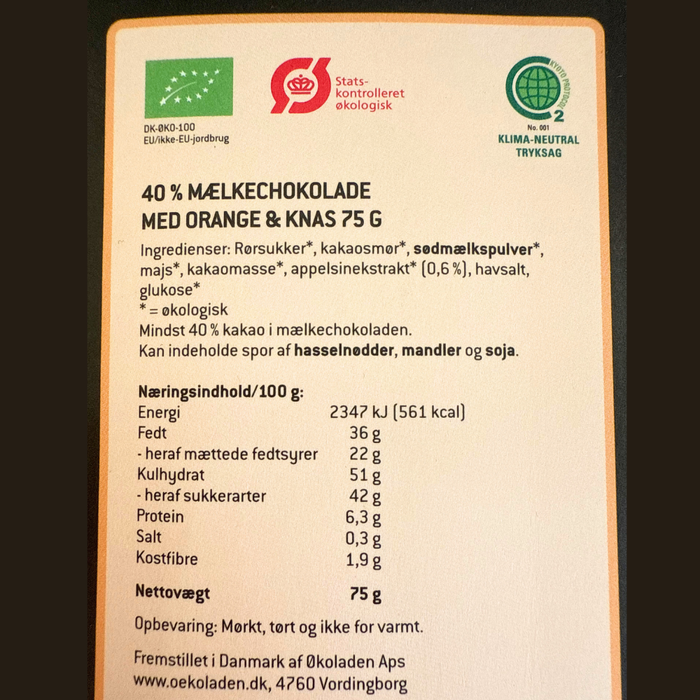 Stats-
kontrolleret
økologisk
DK-ØKO-100
EU/ikke-EU-jordbrug
KYOTO PROTOCOL
CO2
No. 001
KLIMA-NEUTRAL
TRYKSAG
40 % MÆLKECHOKOLADE
MED ORANGE & KNAS 75 G
Ingredienser: Rørsukker*, kakaosmør*, sødmælkspulver*,
majs*, kakaomasse*, appelsinekstrakt* (0,6 %), havsalt,
glukose*
* = økologisk
Mindst 40 % kakao i mælkechokoladen.
Kan indeholde spor af hasselnødder, mandler og soja.
Næringsindhold/100 g:
Energi 2347 kJ (561 kcal)
Fedt 36 g
- heraf mættede fedtsyrer 22 g
Kulhydrat 51 g
- heraf sukkerarter 42 g
Protein 6,3 g
Salt 0,3 g
Kostfibre 1,9 g
Nettovægt 75 g
Opbevaring: Mørkt, tørt og ikke for varmt.
Fremstillet i Danmark af Økoladen Aps
www.oekoladen.dk, 4760 Vordingborg